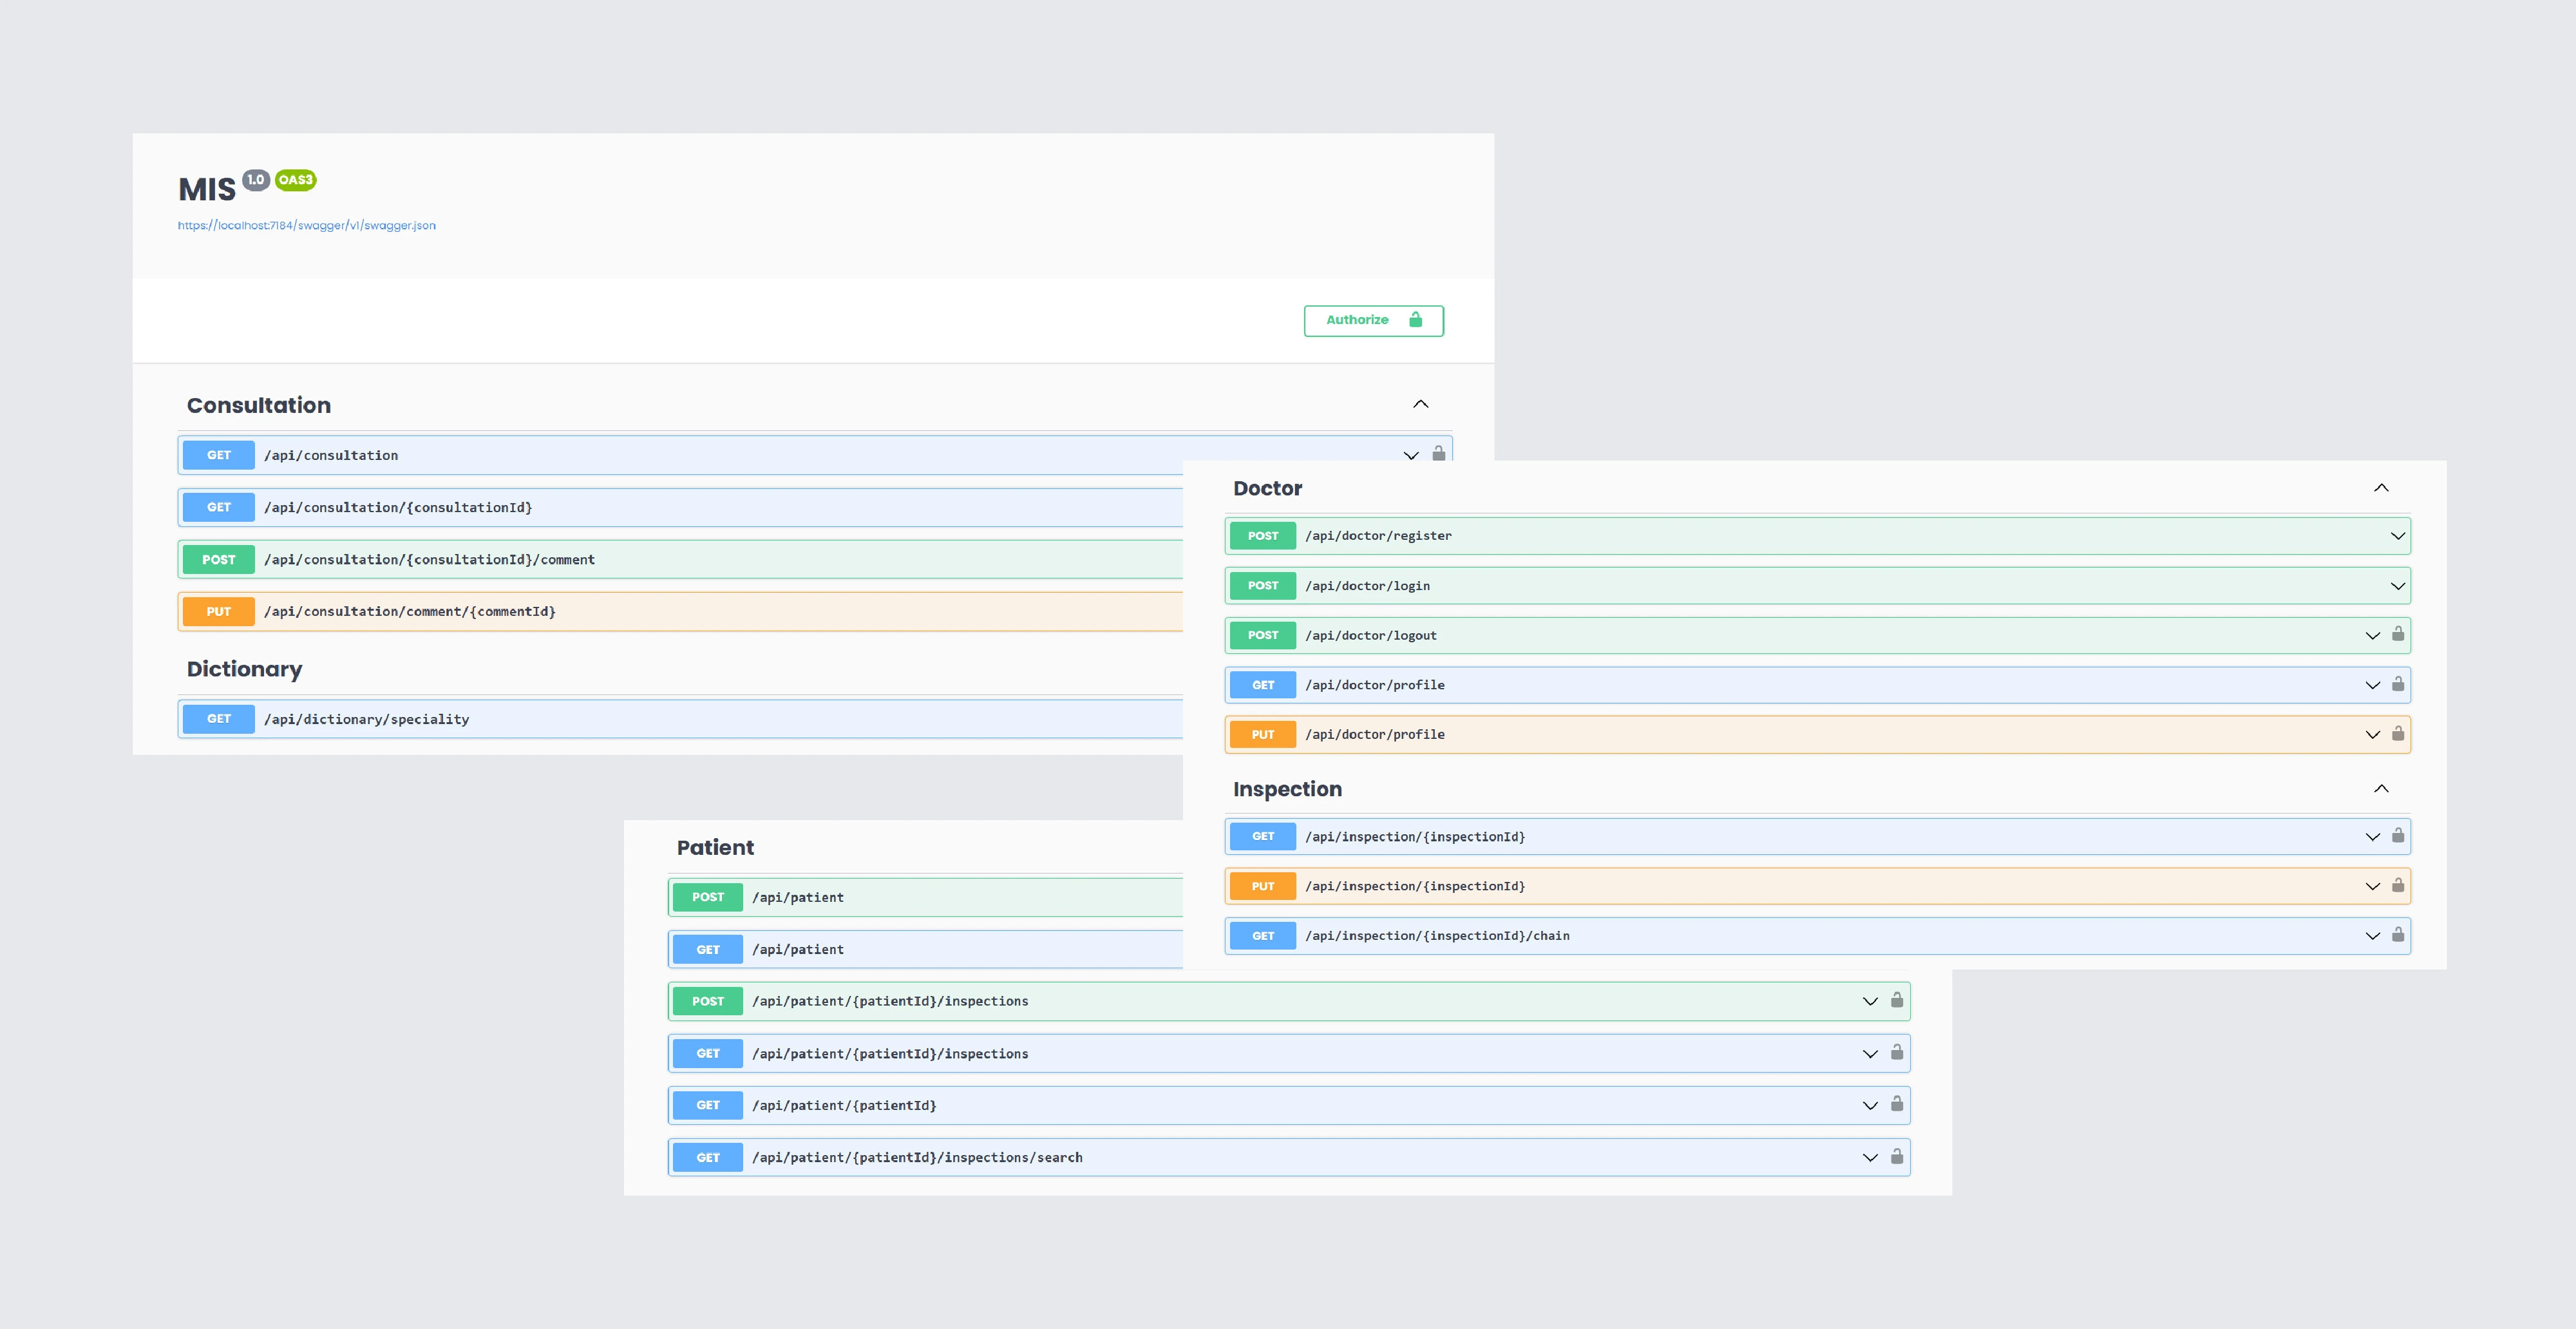 MIS 1.0 OAS3
https://localhost:7184/swagger/v1/swagger.json
Authorize
Consultation
GET /api/consultation
GET /api/consultation/{consultationId}
POST /api/consultation/{consultationId}/comment
PUT /api/consultation/comment/{commentId}
Dictionary
GET /api/dictionary/speciality
Doctor
POST /api/doctor/register
POST /api/doctor/login
POST /api/doctor/logout
GET /api/doctor/profile
PUT /api/doctor/profile
Inspection
GET /api/inspection/{inspectionId}
PUT /api/inspection/{inspectionId}
GET /api/inspection/{inspectionId}/chain
Patient
POST /api/patient
GET /api/patient
POST /api/patient/{patientId}/inspections
GET /api/patient/{patientId}/inspections
GET /api/patient/{patientId}
GET /api/patient/{patientId}/inspections/search